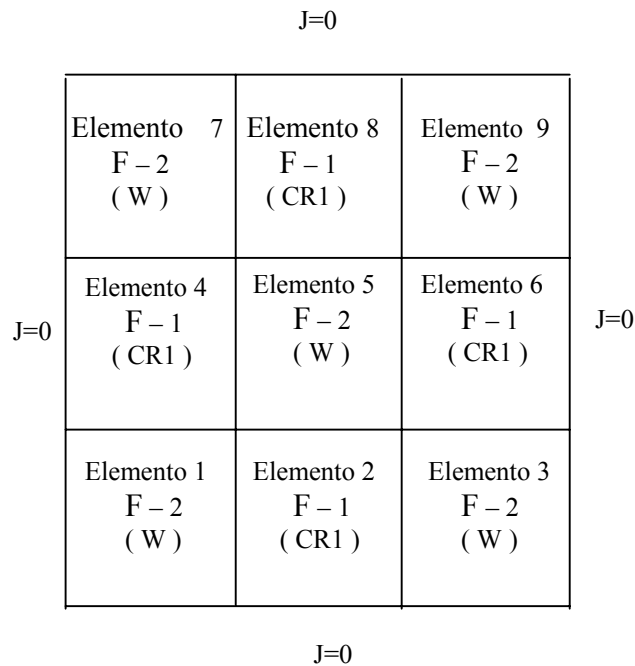 J=0
Elemento 7
F – 2
( W )
Elemento 8
F – 1
( CR1 )
Elemento 9
F – 2
( W )
J=0
Elemento 4
F – 1
( CR1 )
Elemento 5
F – 2
( W )
Elemento 6
F – 1
( CR1 )
J=0
Elemento 1
F – 2
( W )
Elemento 2
F – 1
( CR1 )
Elemento 3
F – 2
( W )
J=0